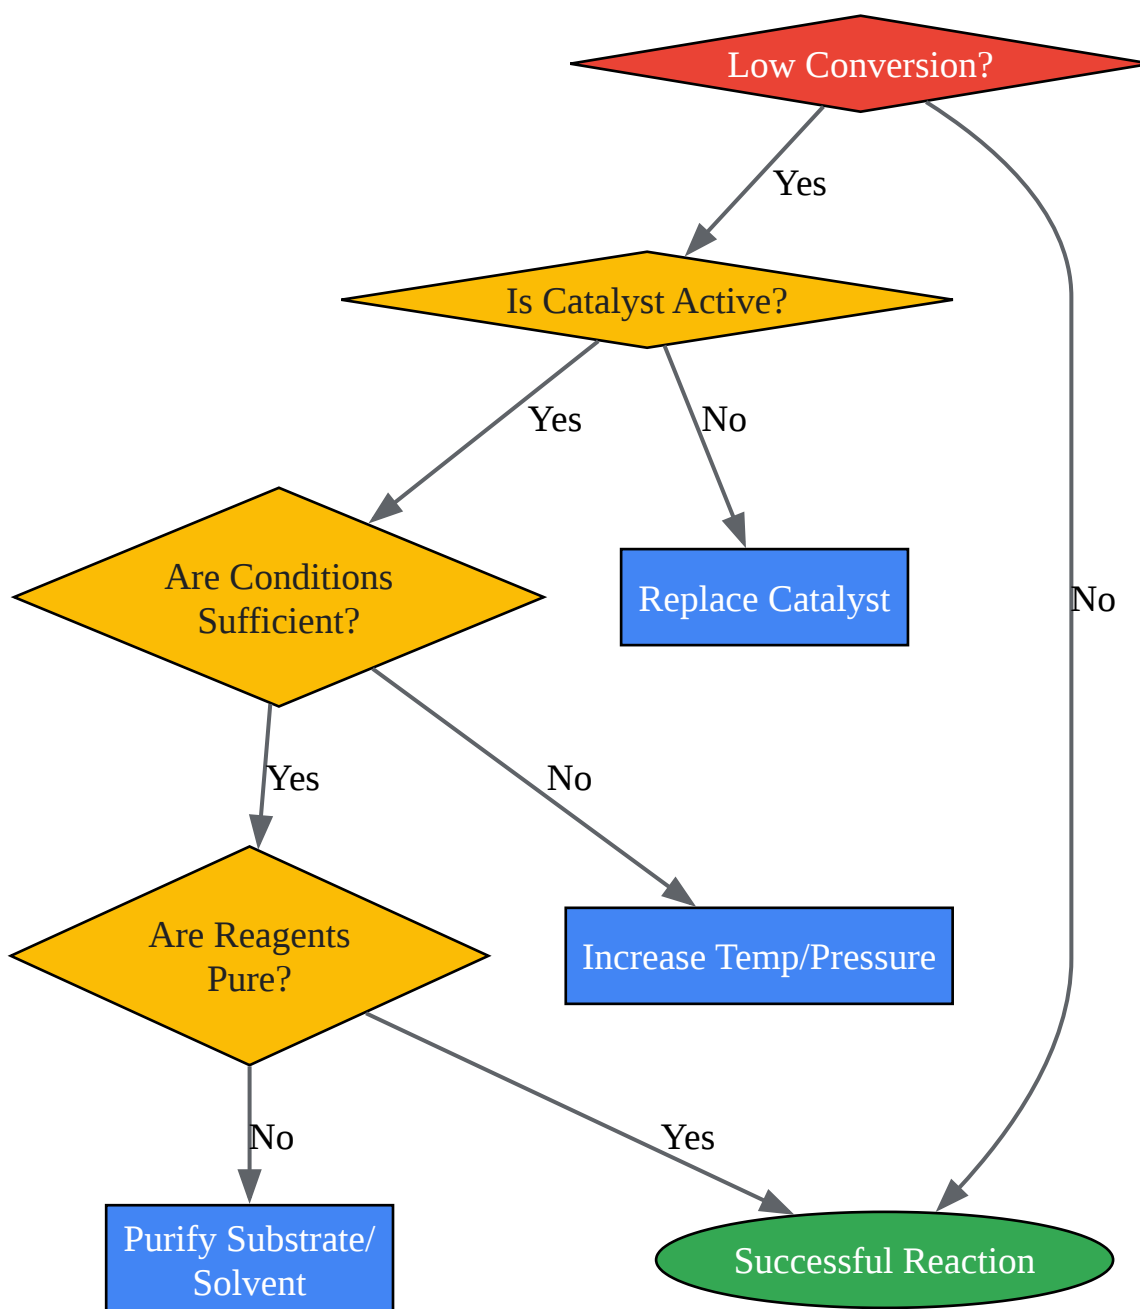 Low Conversion?
Yes
Is Catalyst Active?
Yes
No
Are Conditions
Sufficient?
Replace Catalyst
No
Yes
No
Are Reagents
Pure?
Increase Temp/Pressure
No
Yes
Purify Substrate/
Solvent
Successful Reaction